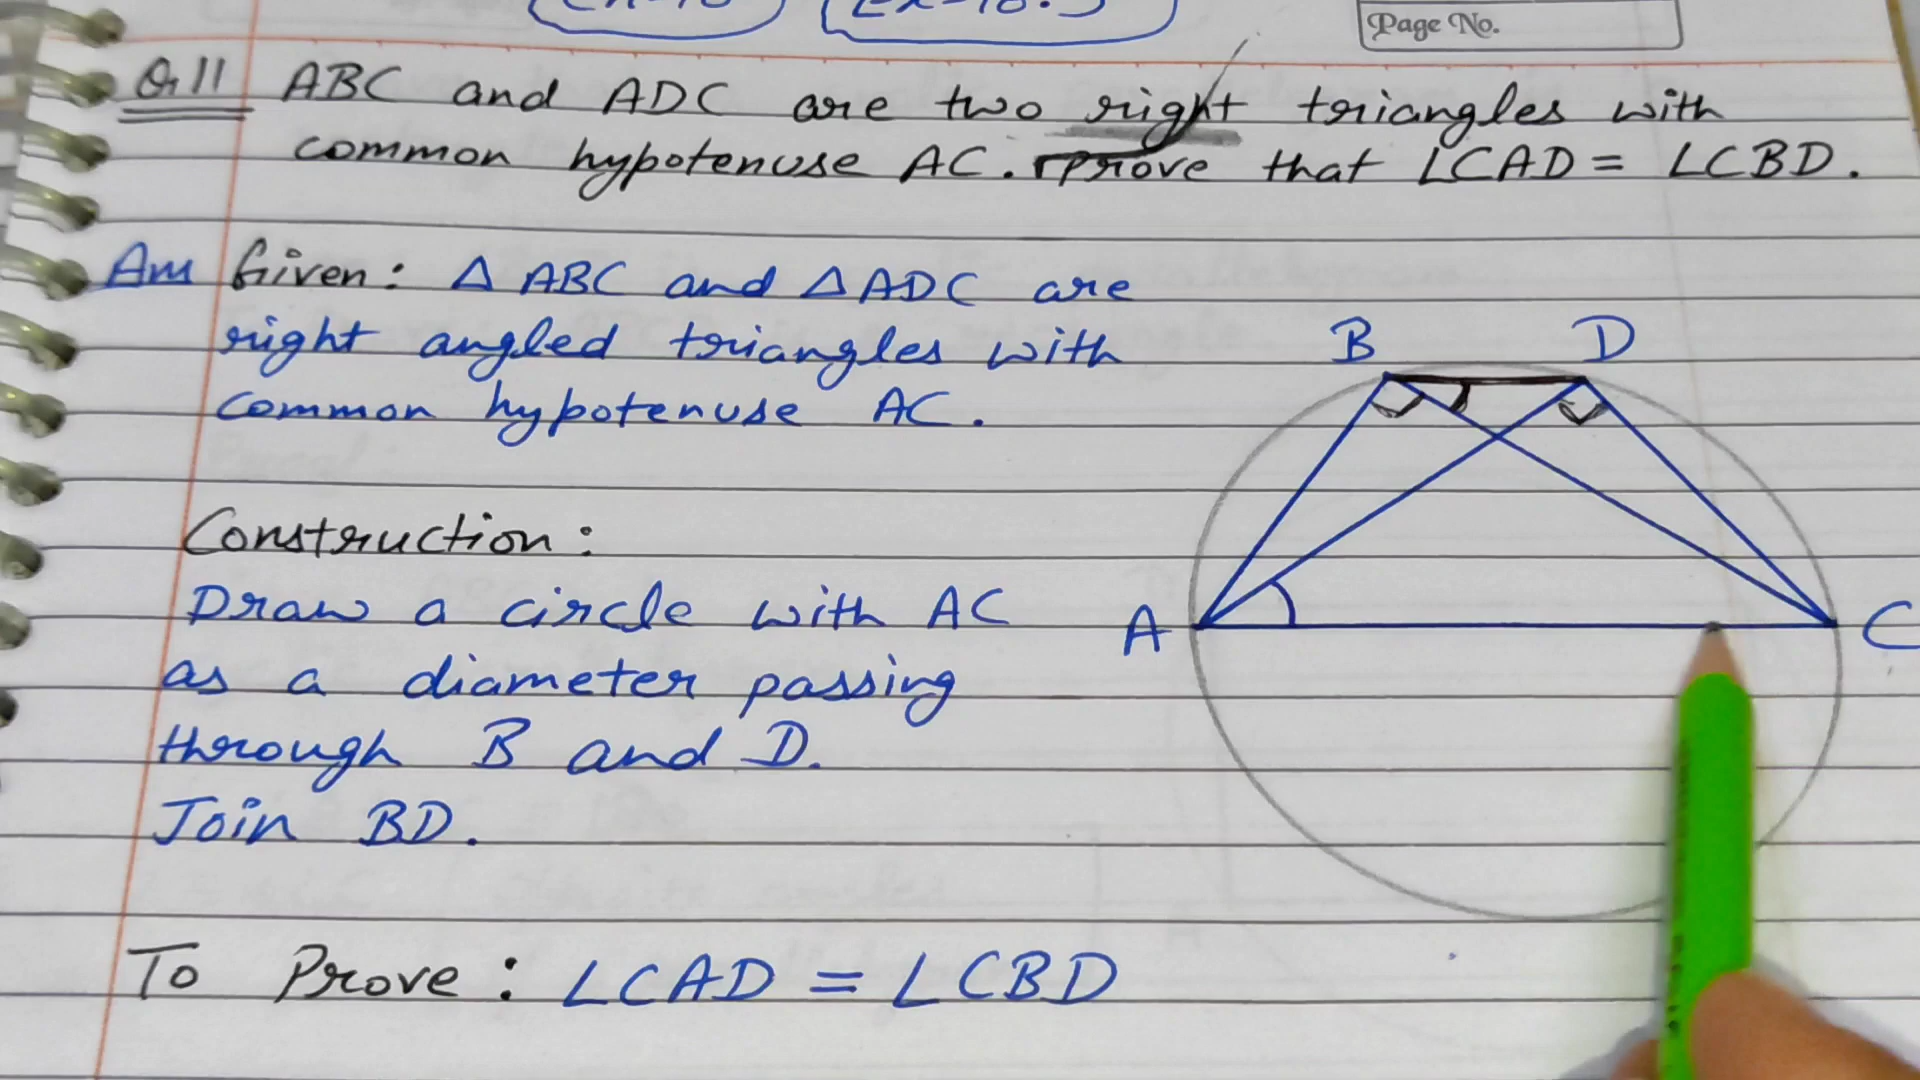 Page No.
Q.11 ABC and ADC are two right triangles with
common hypotenuse AC. prove that ∠CAD = ∠CBD.
Ans Given: △ ABC and △ ADC are
right angled triangles with
common hypotenuse AC.
B D
Construction:
Draw a circle with AC
A C
as a diameter passing
through B and D.
Join BD.
To Prove: ∠CAD = ∠CBD